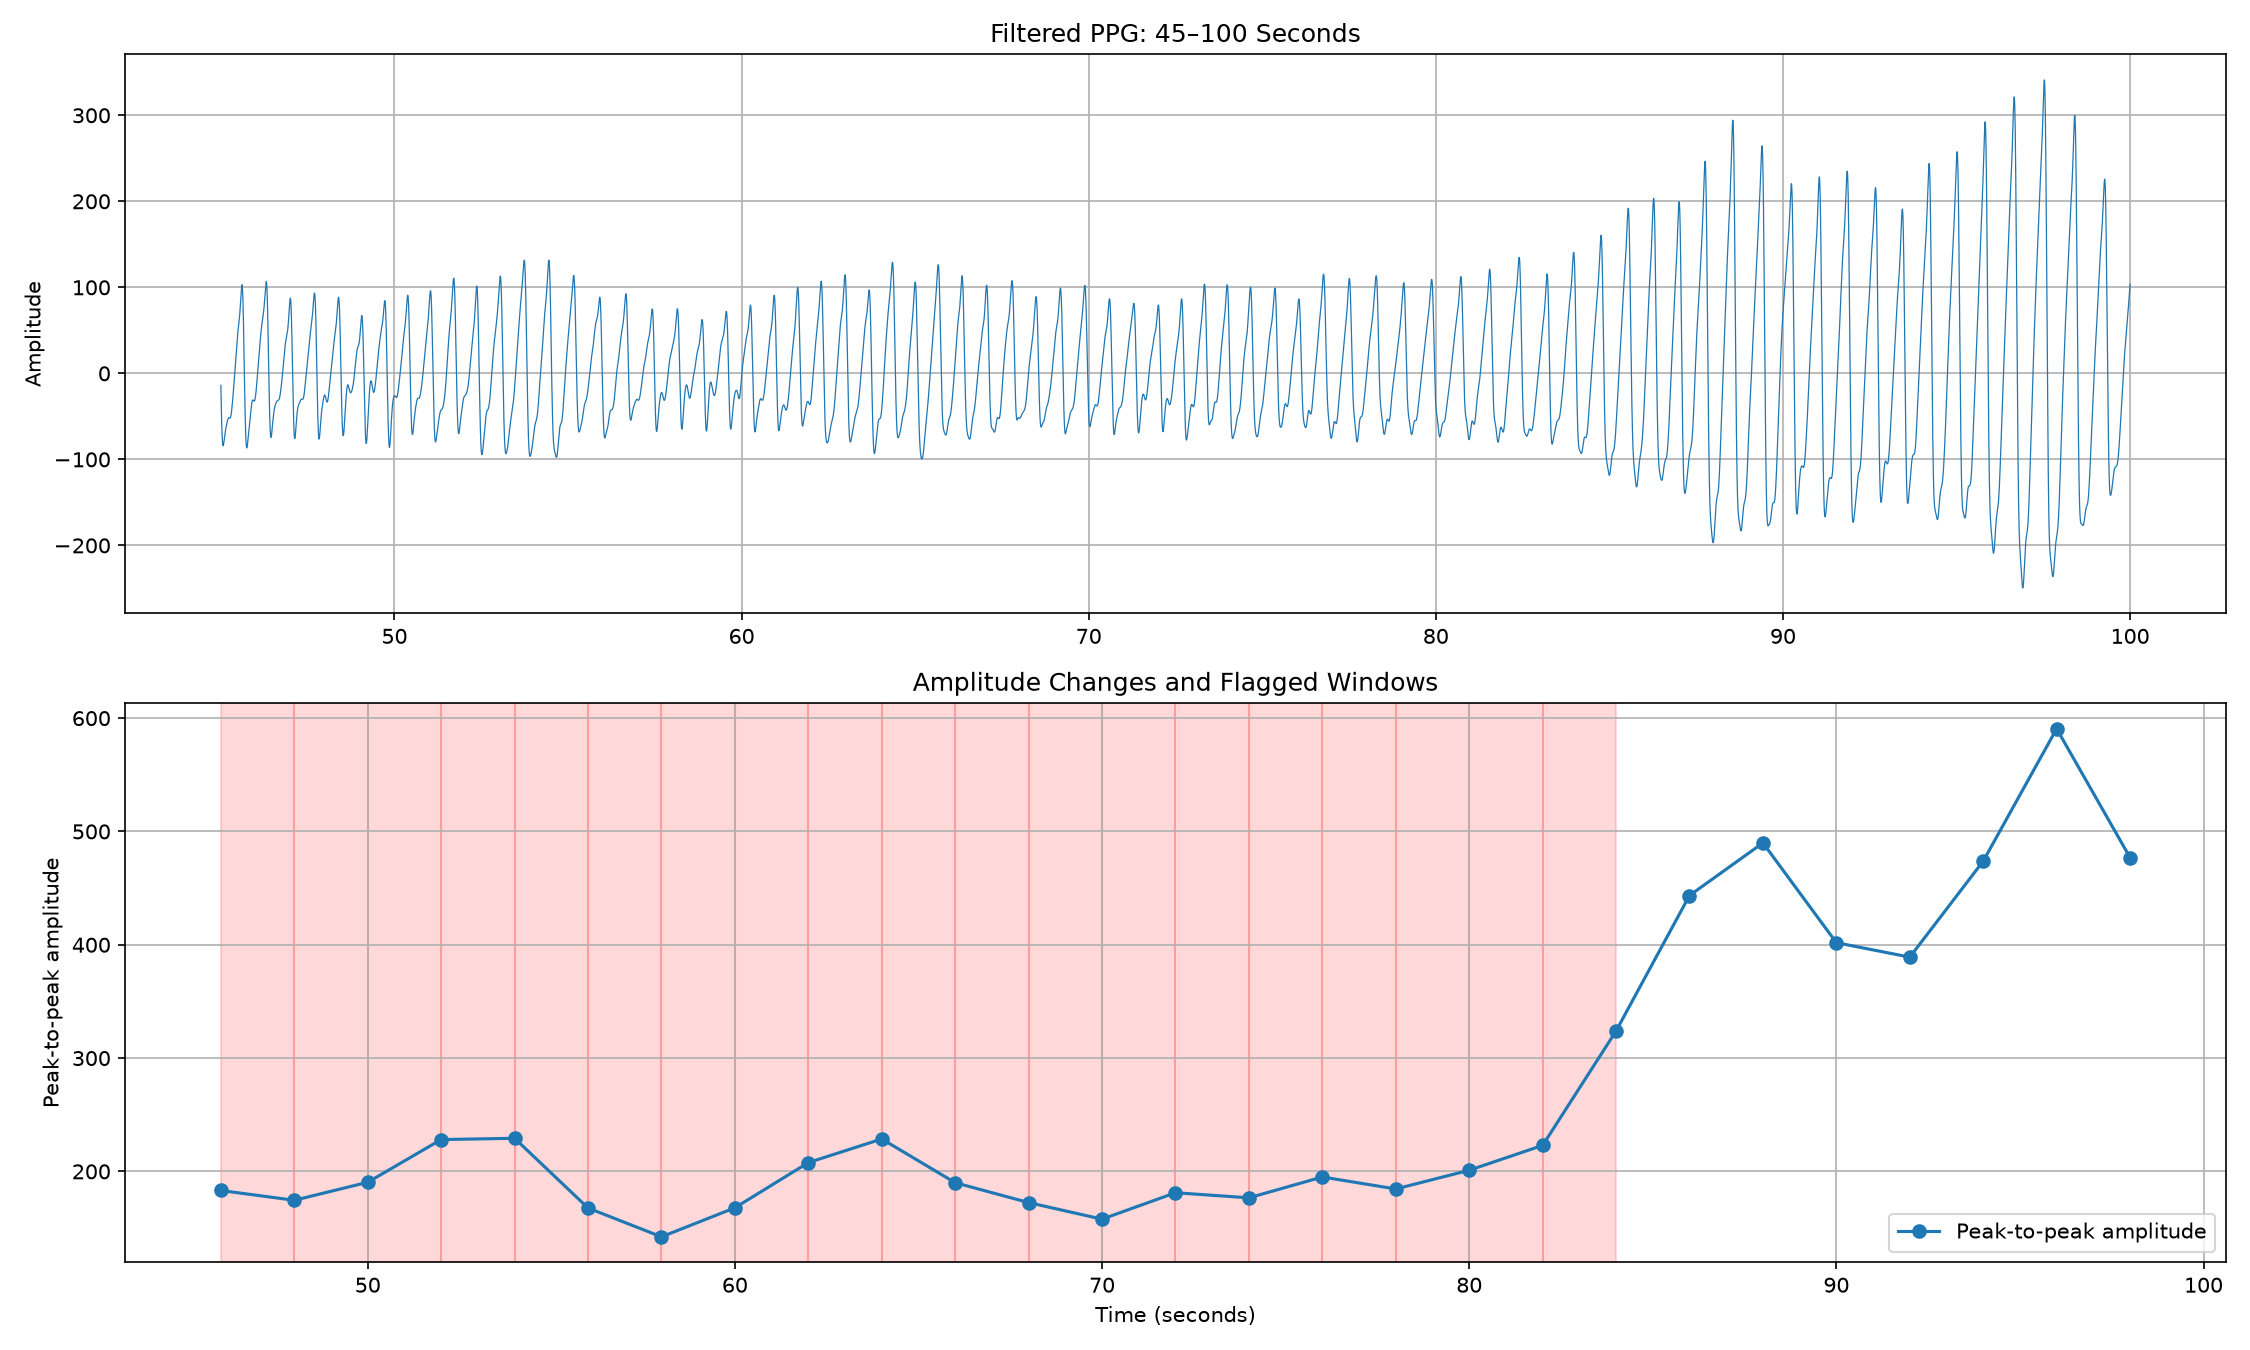 Filtered PPG: 45–100 Seconds
Amplitude
300
200
100
0
−100
−200
50 60 70 80 90 100
Amplitude Changes and Flagged Windows
Peak-to-peak amplitude
600
500
400
300
200
Peak-to-peak amplitude
50 60 70 80 90 100
Time (seconds)